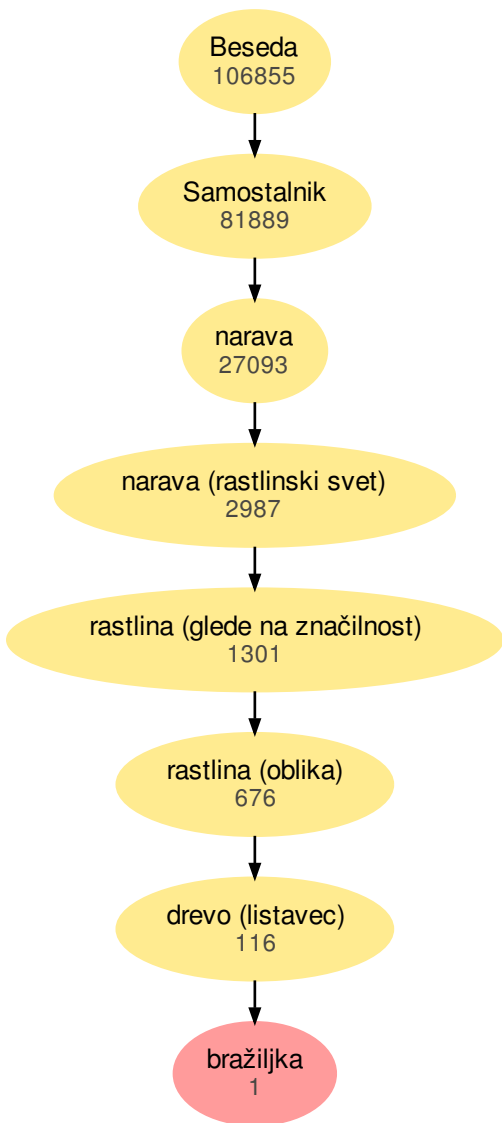 Beseda
106855
Samostalnik
81889
narava
27093
narava (rastlinski svet)
2987
rastlina (glede na značilnost)
1301
rastlina (oblika)
676
drevo (listavec)
116
bražiljka
1